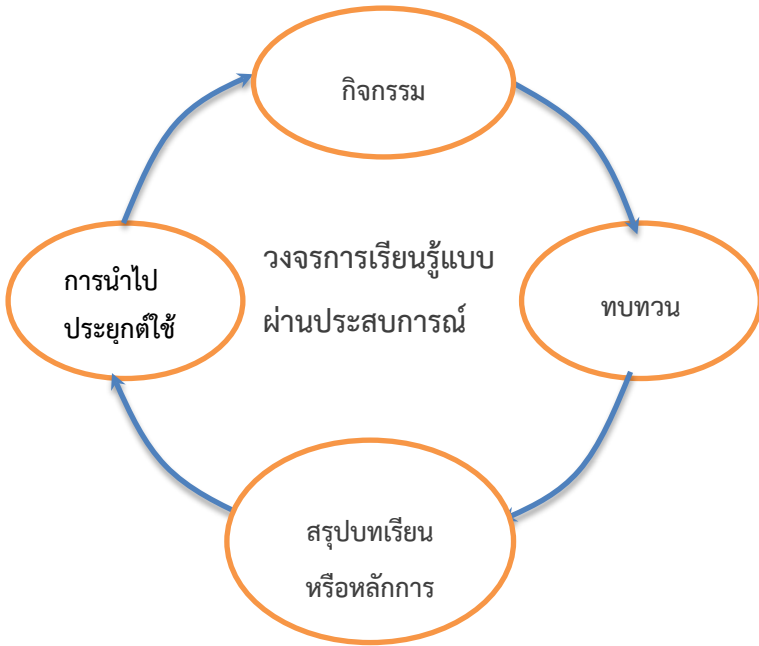 กิจกรรม
วงจรการเรียนรู้แบบ
ผ่านประสบการณ์
การนำไป
ประยุกต์ใช้
ทบทวน
สรุปบทเรียน
หรือหลักการ